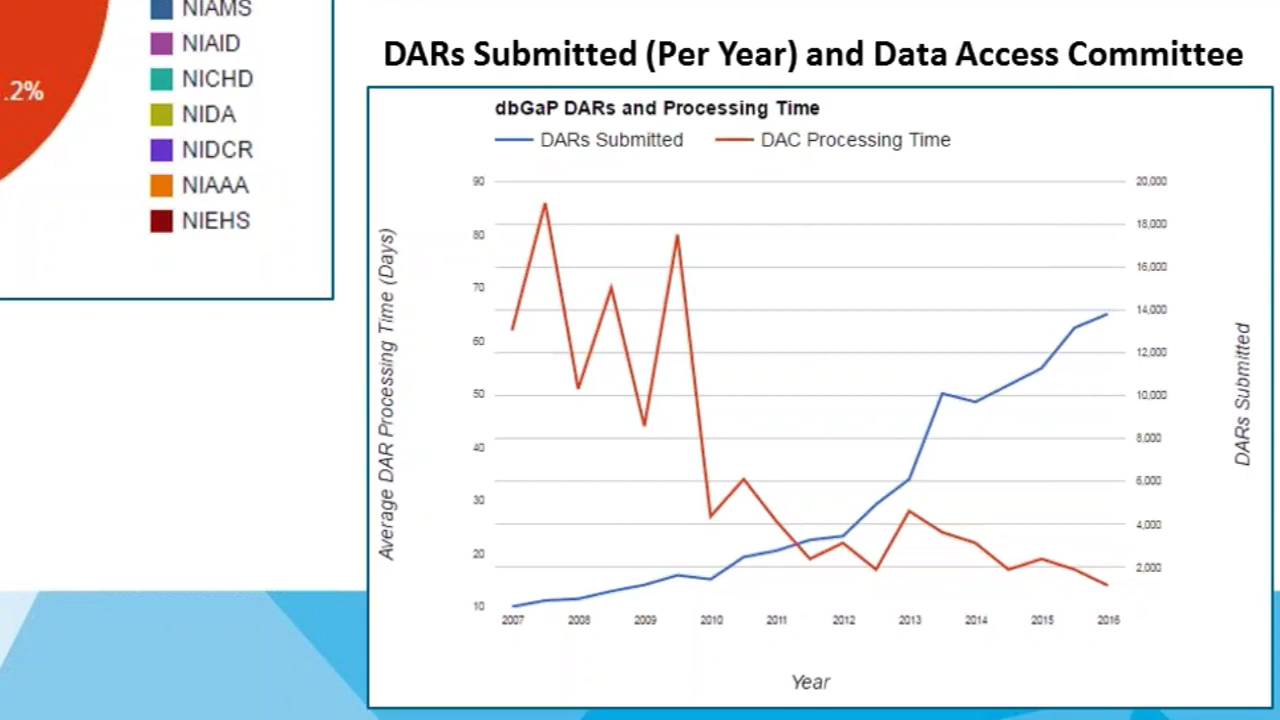 NIAMS
NIAID
NICHD
NIDA
NIDCR
NIAAA
NIEHS
.2%
DARs Submitted (Per Year) and Data Access Committee
dbGaP DARs and Processing Time
DARs Submitted
DAC Processing Time
Average DAR Processing Time (Days)
90
80
70
60
50
40
30
20
10
20,000
18,000
16,000
14,000
12,000
10,000
8,000
6,000
4,000
2,000
DARs Submitted
2007 2008 2009 2010 2011 2012 2013 2014 2015 2016
Year